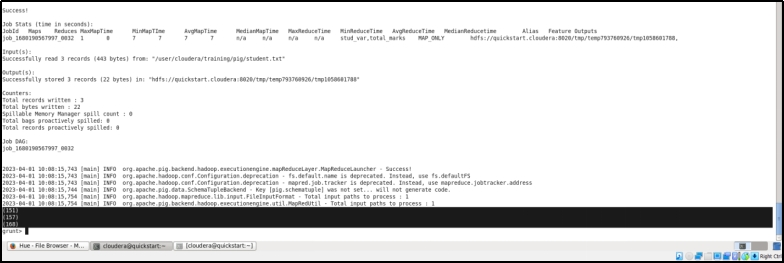 Success!
Job Stats (time in seconds):
JobId Maps Reduces MaxMapTime MinMapTIme AvgMapTime MedianMapTime MaxReduceTime MinReduceTime AvgReduceTime MedianReducetime Alias Feature Outputs
job_1680190567997_0032 1 0 7 7 7 7 n/a n/a n/a n/a stud_var,total_marks MAP_ONLY hdfs://quickstart.cloudera:8020/tmp/temp793760926/tmp1058601788,
Input(s):
Successfully read 3 records (443 bytes) from: "/user/cloudera/training/pig/student.txt"
Output(s):
Successfully stored 3 records (22 bytes) in: "hdfs://quickstart.cloudera:8020/tmp/temp793760926/tmp1058601788"
Counters:
Total records written : 3
Total bytes written : 22
Spillable Memory Manager spill count : 0
Total bags proactively spilled: 0
Total records proactively spilled: 0
Job DAG:
job_1680190567997_0032
2023-04-01 10:08:15,743 [main] INFO org.apache.pig.backend.hadoop.executionengine.mapReduceLayer.MapReduceLauncher - Success!
2023-04-01 10:08:15,743 [main] INFO org.apache.hadoop.conf.Configuration.deprecation - fs.default.name is deprecated. Instead, use fs.defaultFS
2023-04-01 10:08:15,743 [main] INFO org.apache.hadoop.conf.Configuration.deprecation - mapred.job.tracker is deprecated. Instead, use mapreduce.jobtracker.address
2023-04-01 10:08:15,744 [main] INFO org.apache.pig.data.SchemaTupleBackend - Key [pig.schematuple] was not set... will not generate code.
2023-04-01 10:08:15,754 [main] INFO org.apache.hadoop.mapreduce.lib.input.FileInputFormat - Total input paths to process : 1
2023-04-01 10:08:15,754 [main] INFO org.apache.pig.backend.hadoop.executionengine.util.MapRedUtil - Total input paths to process : 1
(151)
(157)
(168)
grunt>
Hue - File Browser - M... cloudera@quickstart:~ [cloudera@quickstart:~]
Right Ctrl